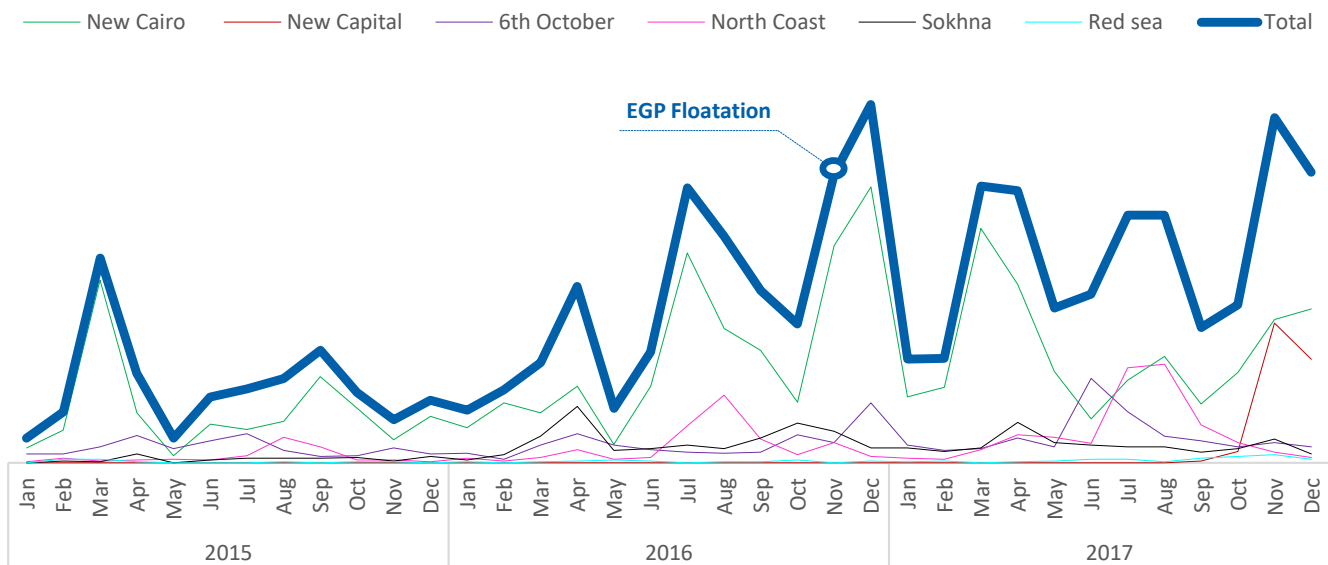 New Cairo New Capital 6th October North Coast Sokhna Red sea Total
EGP Floatation
Jan Feb Mar Apr May Jun Jul Aug Sep Oct Nov Dec Jan Feb Mar Apr May Jun Jul Aug Sep Oct Nov Dec Jan Feb Mar Apr May Jun Jul Aug Sep Oct Nov Dec
2015 2016 2017